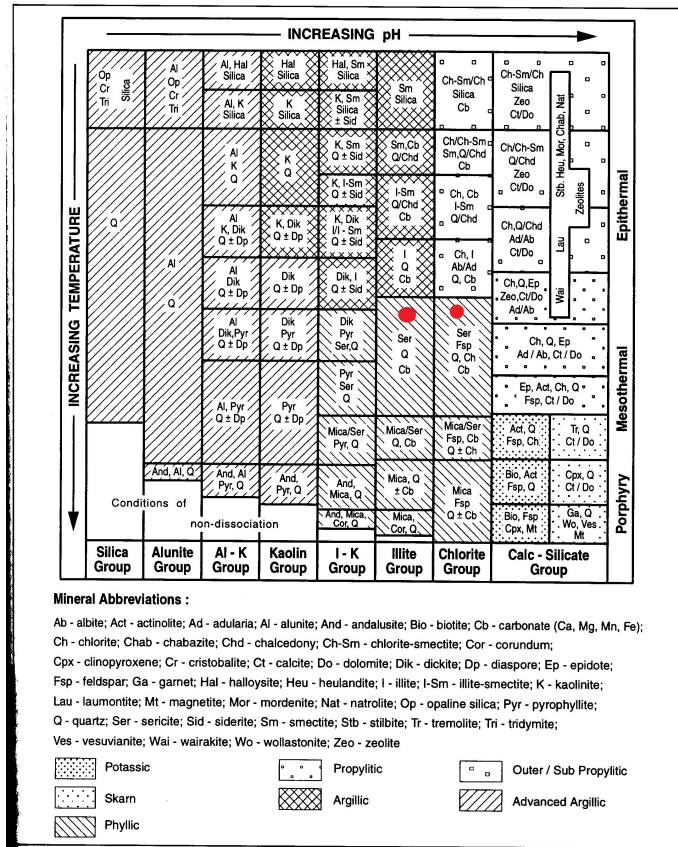 INCREASING pH
INCREASING TEMPERATURE
Op
Cr
Tri
Silica
Q
Al
Op
Cr
Tri
Al
Q
And, Al, Q
Conditions of
non-dissociation
Al, Hal
Silica
Al, K
Silica
Al
K
Q
Al
K, Dik
Q ± Dp
Al
Dik
Q ± Dp
Al
Dik,Pyr
Q ± Dp
Al, Pyr
Q ± Dp
And, Al
Pyr, Q
Hal
Silica
K
Silica
K
Q
K, Dik
Q ± Dp
Dik
Q ± Dp
Dik
Pyr
Q ± Dp
Pyr
Q ± Dp
And,
Pyr, Q
Hal, Sm
Silica
K, Sm
Silica
± Sid
K, Sm
Q ± Sid
K, I-Sm
Q ± Sid
K, Dik
I/I - Sm
Q ± Sid
Dik, I
Q ± Sid
Dik
Pyr
Ser,Q
Pyr
Ser
Q
Mica/Ser
Pyr, Q
And,
Mica, Q
And, Mica,
Cor, Q
Sm
Silica
Sm,Cb
Q/Chd
I-Sm
Q/Chd
Cb
I
Q
Cb
Ser
Q
Cb
Mica/Ser
Q, Cb
Mica, Q
± Cb
Mica,
Cor, Q
Ch-Sm/Ch
Silica
Cb
Ch/Ch-Sm
Sm,Q/Chd
Cb
Ch, Cb
I-Sm
Q/Chd
Ch, I
Ab/Ad
Q, Cb
Ser
Fsp
Q, Ch
Cb
Mica/Ser
Fsp, Cb
Q ± Ch
Mica
Fsp
Q ± Cb
Ch-Sm/Ch
Silica
Zeo
Ct/Do
Ch/Ch-Sm
Q/Chd
Zeo
Ct/Do
Ch,Q/Chd
Ad/Ab
Ct/Do
Ch,Q,Ep
Zeo,Ct/Do
Ad/Ab
Stb, Heu, Mor, Chab, Nat
Zeolites
Lau
Wai
Ch, Q, Ep
Ad / Ab, Ct / Do
Ep, Act, Ch, Q
Fsp, Ct / Do
Act, Q
Fsp, Ch
Tr, Q
Ct / Do
Bio, Act
Fsp, Q
Cpx, Q
Ct / Do
Bio, Fsp
Cpx, Mt
Ga, Q
Wo, Ves
Mt
Epithermal
Mesothermal
Porphyry
Silica
Group
Alunite
Group
Al - K
Group
Kaolin
Group
I - K
Group
Illite
Group
Chlorite
Group
Calc - Silicate
Group
Mineral Abbreviations :
Ab - albite; Act - actinolite; Ad - adularia; Al - alunite; And - andalusite; Bio - biotite; Cb - carbonate (Ca, Mg, Mn, Fe);
Ch - chlorite; Chab - chabazite; Chd - chalcedony; Ch-Sm - chlorite-smectite; Cor - corundum;
Cpx - clinopyroxene; Cr - cristobalite; Ct - calcite; Do - dolomite; Dik - dickite; Dp - diaspore; Ep - epidote;
Fsp - feldspar; Ga - garnet; Hal - halloysite; Heu - heulandite; I - illite; I-Sm - illite-smectite; K - kaolinite;
Lau - laumontite; Mt - magnetite; Mor - mordenite; Nat - natrolite; Op - opaline silica; Pyr - pyrophyllite;
Q - quartz; Ser - sericite; Sid - siderite; Sm - smectite; Stb - stilbite; Tr - tremolite; Tri - tridymite;
Ves - vesuvianite; Wai - wairakite; Wo - wollastonite; Zeo - zeolite
Potassic
Propylitic
Outer / Sub Propylitic
Skarn
Argillic
Advanced Argillic
Phyllic